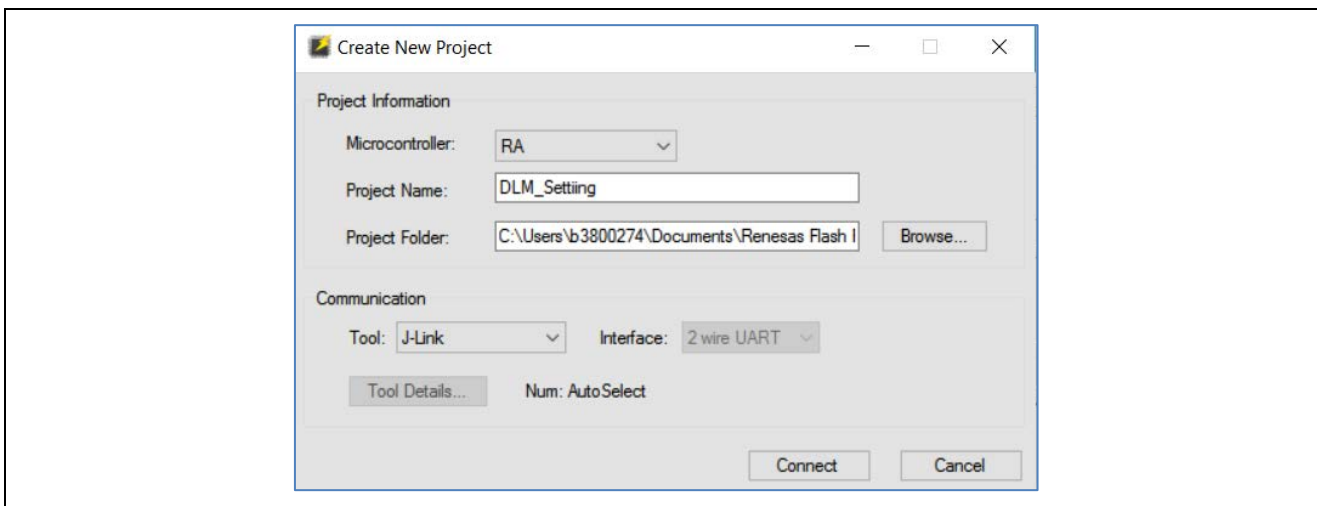 Create New Project
Project Information
Microcontroller: RA
Project Name: DLM_Settiing
Project Folder: C:\Users\b3800274\Documents\Renesas Flash Browse...
Communication
Tool: J-Link Interface: 2 wire UART
Tool Details... Num: AutoSelect
Connect Cancel